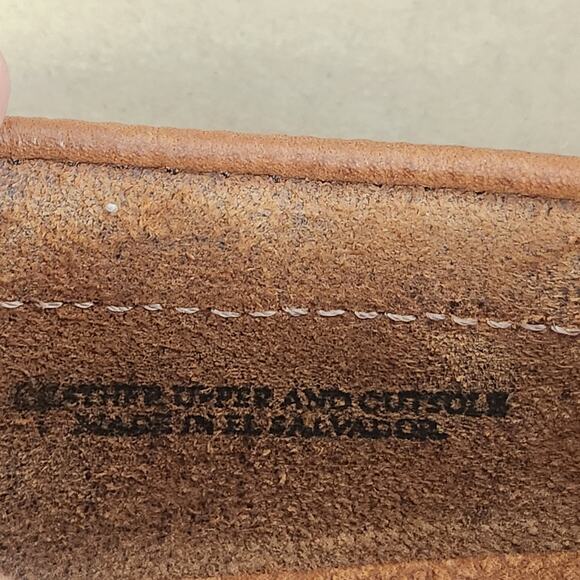 LEATHER UPPER AND OUTSOLE
MADE IN EL SALVADOR